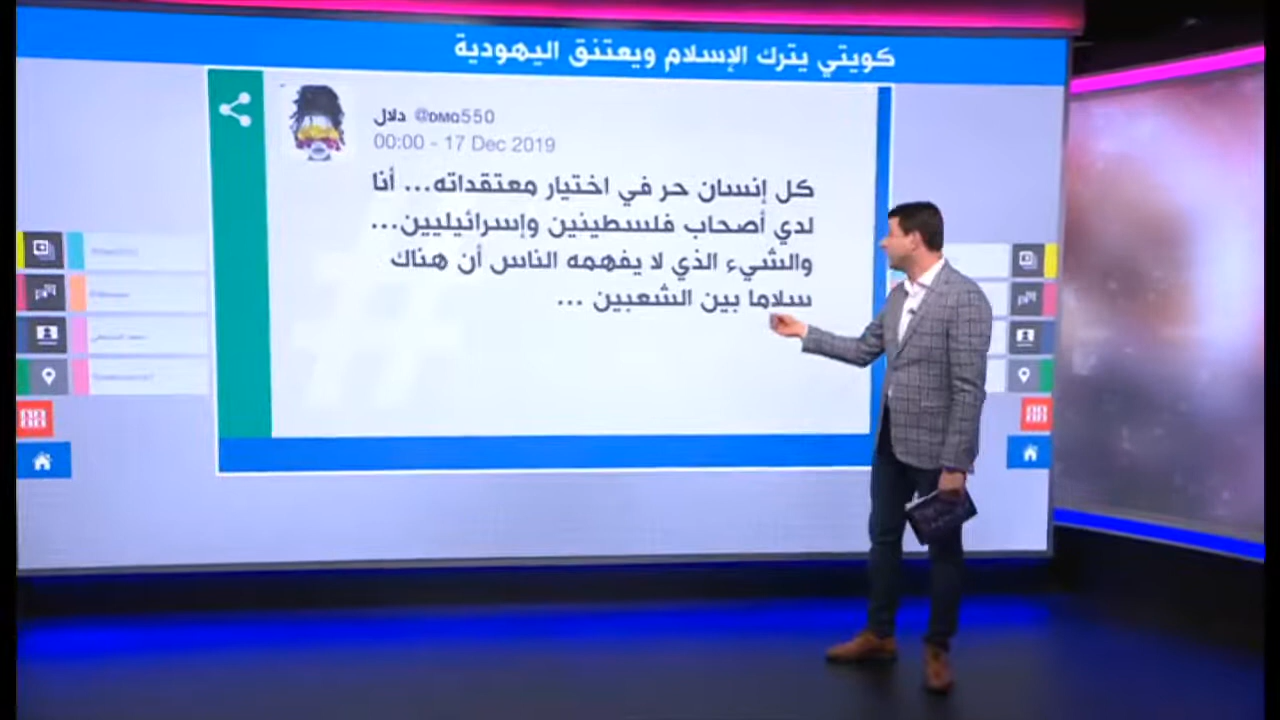 كويتي يترك الإسلام ويعتنق اليهودية
دلال @DMQ550
00:00 - 17 Dec 2019
كل إنسان حر في اختيار معتقداته... أنا
لدي أصحاب فلسطينين وإسرائيليين...
والشيء الذي لا يفهمه الناس أن هناك
سلاما بين الشعبين ...